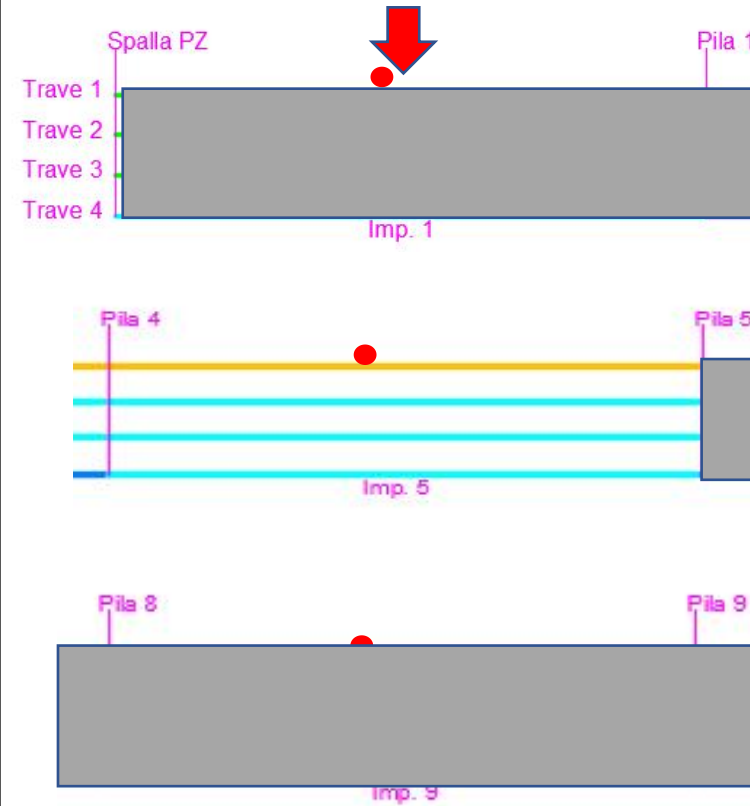 Spalla PZ
Pila 1
Trave 1
Trave 2
Trave 3
Trave 4
Imp. 1
Pila 4
Pila 5
Imp. 5
Pila 8
Pila 9
Imp. 9